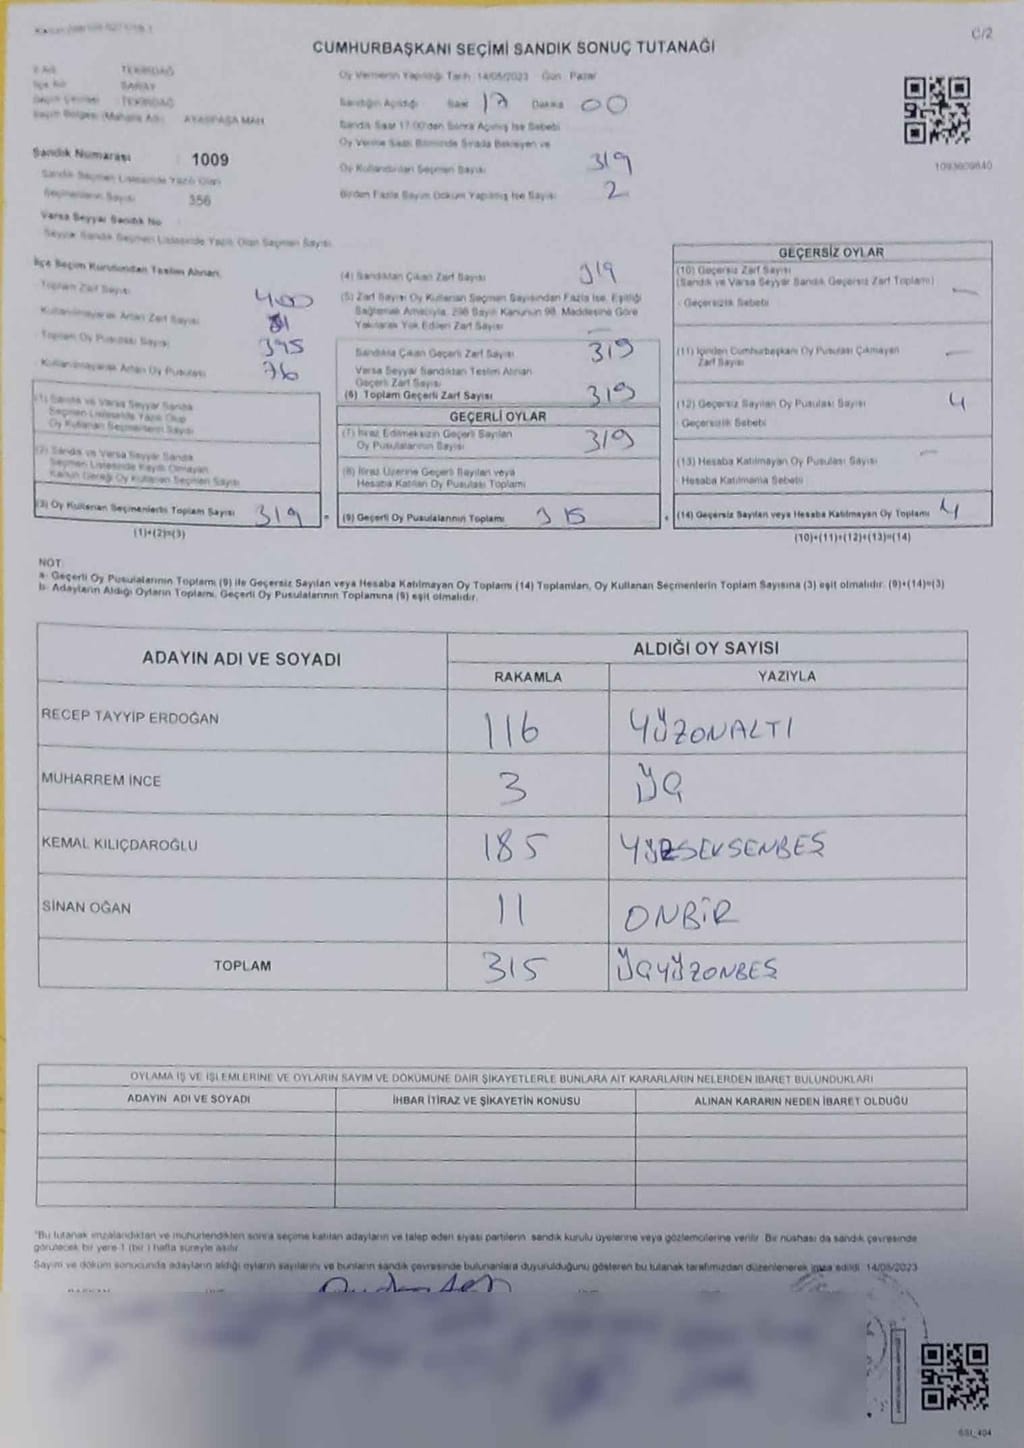 C/2
CUMHURBAŞKANI SEÇİMİ SANDIK SONUÇ TUTANAĞI
İl Adı TEKİRDAĞ
İlçe Adı SARAY
Seçim Çevresi TEKİRDAĞ
Seçim Bölgesi (Mahalle Adı) AYASPAŞA MAH.
Sandık Numarası 1009
Sandık Seçmen Listesinde Yazılı Olan
Seçmenlerin Sayısı 356
Varsa Seyyar Sandık No
Seyyar Sandık Seçmen Listesinde Yazılı Olan Seçmen Sayısı
Oy Vermenin Yapıldığı Tarih 14/05/2023 Gün Pazar
Sandığın Açıldığı Saat 17 Dakika 00
Sandık Saat 17:00'den Sonra Açılmış İse Sebebi
Oy Verme Saati Bitiminde Sırada Bekleyen ve
Oy Kullandırılan Seçmen Sayısı 319
Birden Fazla Sayım Döküm Yapılmış İse Sayısı 2
1093609840
İlçe Seçim Kurulundan Teslim Alınan
Toplam Zarf Sayısı 400
Kullanılmayarak Artan Zarf Sayısı 81
Toplam Oy Pusulası Sayısı 395
Kullanılmayarak Artan Oy Pusulası 76
(1) Sandık ve Varsa Seyyar Sandık
Seçmen Listesinde Yazılı Olup
Oy Kullanan Seçmenlerin Sayısı
(2) Sandık ve Varsa Seyyar Sandık
Seçmen Listesinde Kayıtlı Olmayan
Kanun Gereği Oy Kullanan Seçmen Sayısı
(3) Oy Kullanan Seçmenlerin Toplam Sayısı 319 =
(1)+(2)=(3)
(4) Sandıktan Çıkan Zarf Sayısı 319
(5) Zarf Sayısı Oy Kullanan Seçmen Sayısından Fazla İse, Eşitliği
Sağlamak Amacıyla, 298 Sayılı Kanunun 98. Maddesine Göre
Yakılarak Yok Edilen Zarf Sayısı —
Sandıkta Çıkan Geçerli Zarf Sayısı 319
Varsa Seyyar Sandıktan Teslim Alınan
Geçerli Zarf Sayısı
(6) Toplam Geçerli Zarf Sayısı 319
GEÇERLİ OYLAR
(7) İtiraz Edilmeksizin Geçerli Sayılan
Oy Pusulalarının Sayısı 319
(8) İtiraz Üzerine Geçerli Sayılan veya
Hesaba Katılan Oy Pusulası Toplamı
(9) Geçerli Oy Pusulalarının Toplamı 315 +
GEÇERSİZ OYLAR
(10) Geçersiz Zarf Sayısı
(Sandık ve Varsa Seyyar Sandık Geçersiz Zarf Toplamı) —
Geçersizlik Sebebi
(11) İçinden Cumhurbaşkanı Oy Pusulası Çıkmayan
Zarf Sayısı —
(12) Geçersiz Sayılan Oy Pusulası Sayısı 4
Geçersizlik Sebebi
(13) Hesaba Katılmayan Oy Pusulası Sayısı —
Hesaba Katılmama Sebebi
(14) Geçersiz Sayılan veya Hesaba Katılmayan Oy Toplamı 4
(10)+(11)+(12)+(13)=(14)
NOT
a- Geçerli Oy Pusulalarının Toplamı (9) ile Geçersiz Sayılan veya Hesaba Katılmayan Oy Toplamı (14) Toplamları, Oy Kullanan Seçmenlerin Toplam Sayısına (3) eşit olmalıdır. (9)+(14)=(3)
b- Adayların Aldığı Oyların Toplamı, Geçerli Oy Pusulalarının Toplamına (9) eşit olmalıdır.
ADAYIN ADI VE SOYADI ALDIĞI OY SAYISI
RAKAMLA YAZIYLA
RECEP TAYYİP ERDOĞAN 116 YÜZONALTI
MUHARREM İNCE 3 ÜÇ
KEMAL KILIÇDAROĞLU 185 YÜZSEKSENBEŞ
SİNAN OĞAN 11 ONBİR
TOPLAM 315 ÜÇYÜZONBEŞ
OYLAMA İŞ VE İŞLEMLERİNE VE OYLARIN SAYIM VE DÖKÜMÜNE DAİR ŞİKAYETLERLE BUNLARA AİT KARARLARIN NELERDEN İBARET BULUNDUKLARI
ADAYIN ADI VE SOYADI İHBAR İTİRAZ VE ŞİKAYETİN KONUSU ALINAN KARARIN NEDEN İBARET OLDUĞU
*Bu tutanak imzalandıktan ve mühürlendikten sonra seçime katılan adayların ve talep eden siyasi partilerin sandık kurulu üyelerine veya gözlemcilerine verilir. Bir nüshası da sandık çevresinde
görülecek bir yere 1 (bir) hafta süreyle asılır.
Sayım ve döküm sonucunda adayların aldığı oyların sayılarını ve bunların sandık çevresinde bulunanlara duyurulduğunu gösteren bu tutanak tarafımızdan düzenlenerek imza edildi. 14/05/2023